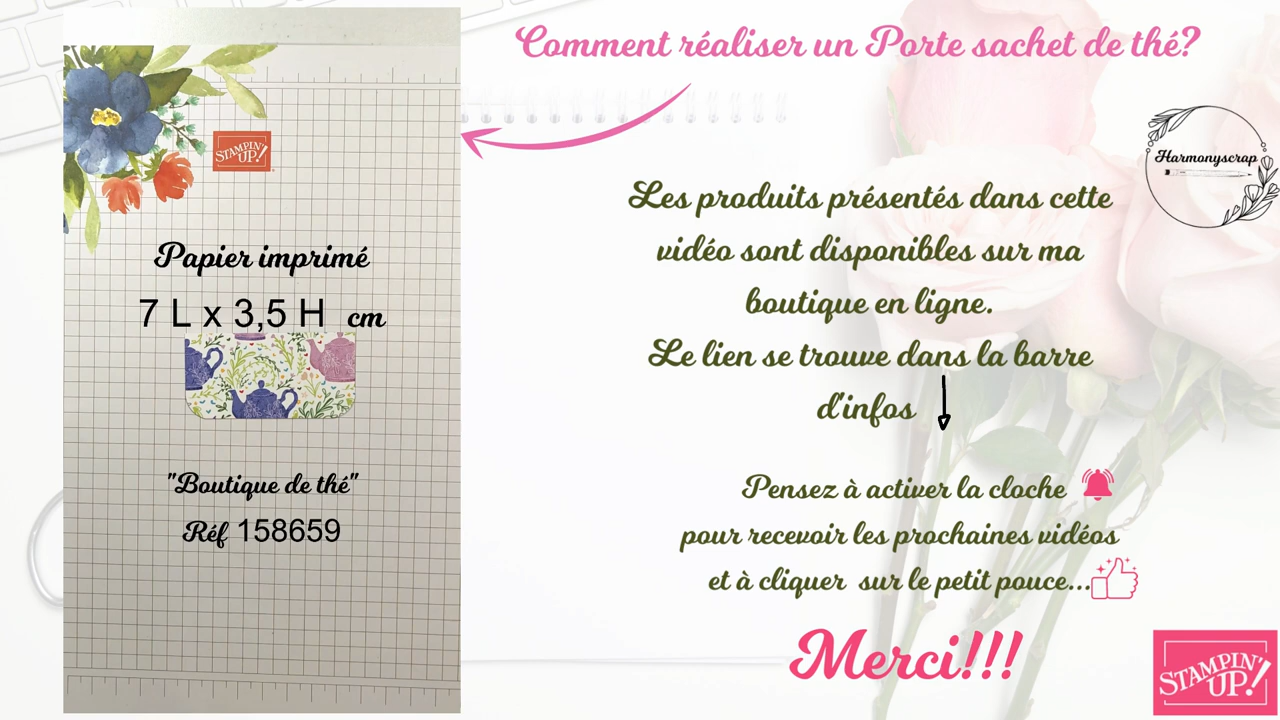 Comment réaliser un Porte sachet de thé?
STAMPIN' UP!
Papier imprimé
7 L x 3,5 H cm
"Boutique de thé"
Réf 158659
Harmonyscrap
Les produits présentés dans cette
vidéo sont disponibles sur ma
boutique en ligne.
Le lien se trouve dans la barre
d'infos
Pensez à activer la cloche
pour recevoir les prochaines vidéos
et à cliquer sur le petit pouce...
Merci!!!
STAMPIN' UP!